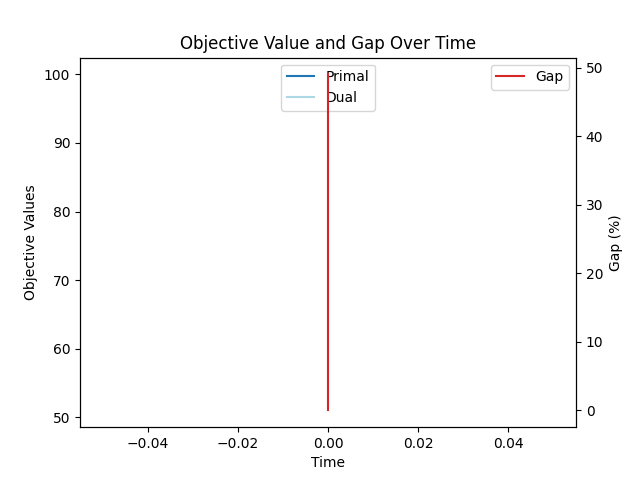 Objective Value and Gap Over Time
Primal
Dual
Gap
Objective Values
100
90
80
70
60
50
Gap (%)
50
40
30
20
10
0
−0.04
−0.02
0.00
0.02
0.04
Time